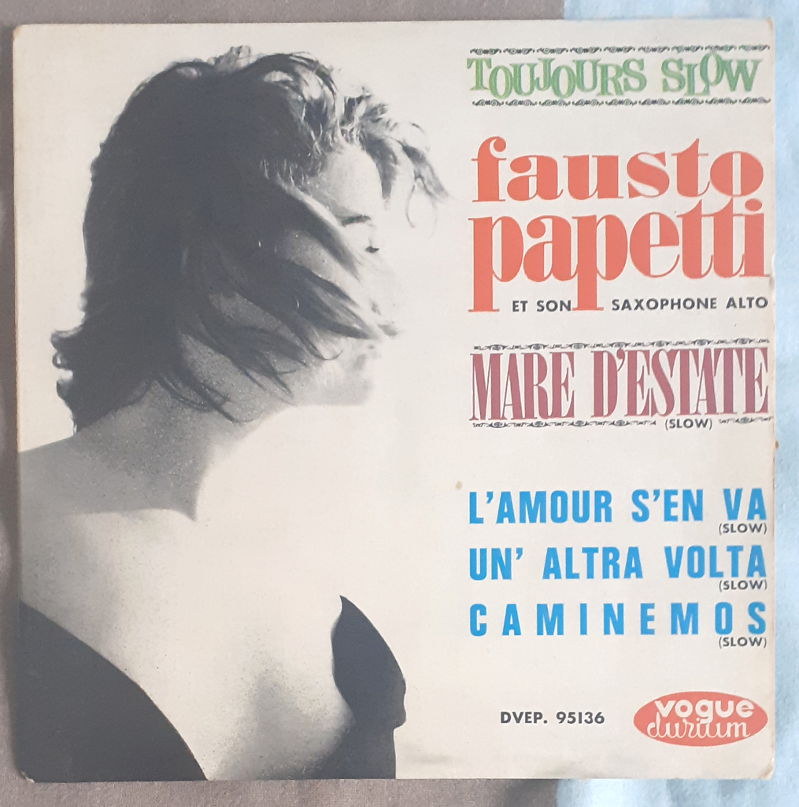 TOUJOURS SLOW
fausto
papetti
ET SON SAXOPHONE ALTO
MARE D'ESTATE
(SLOW)
L'AMOUR S'EN VA
(SLOW)
UN' ALTRA VOLTA
(SLOW)
CAMINEMOS
(SLOW)
DVEP. 95136
vogue
durium